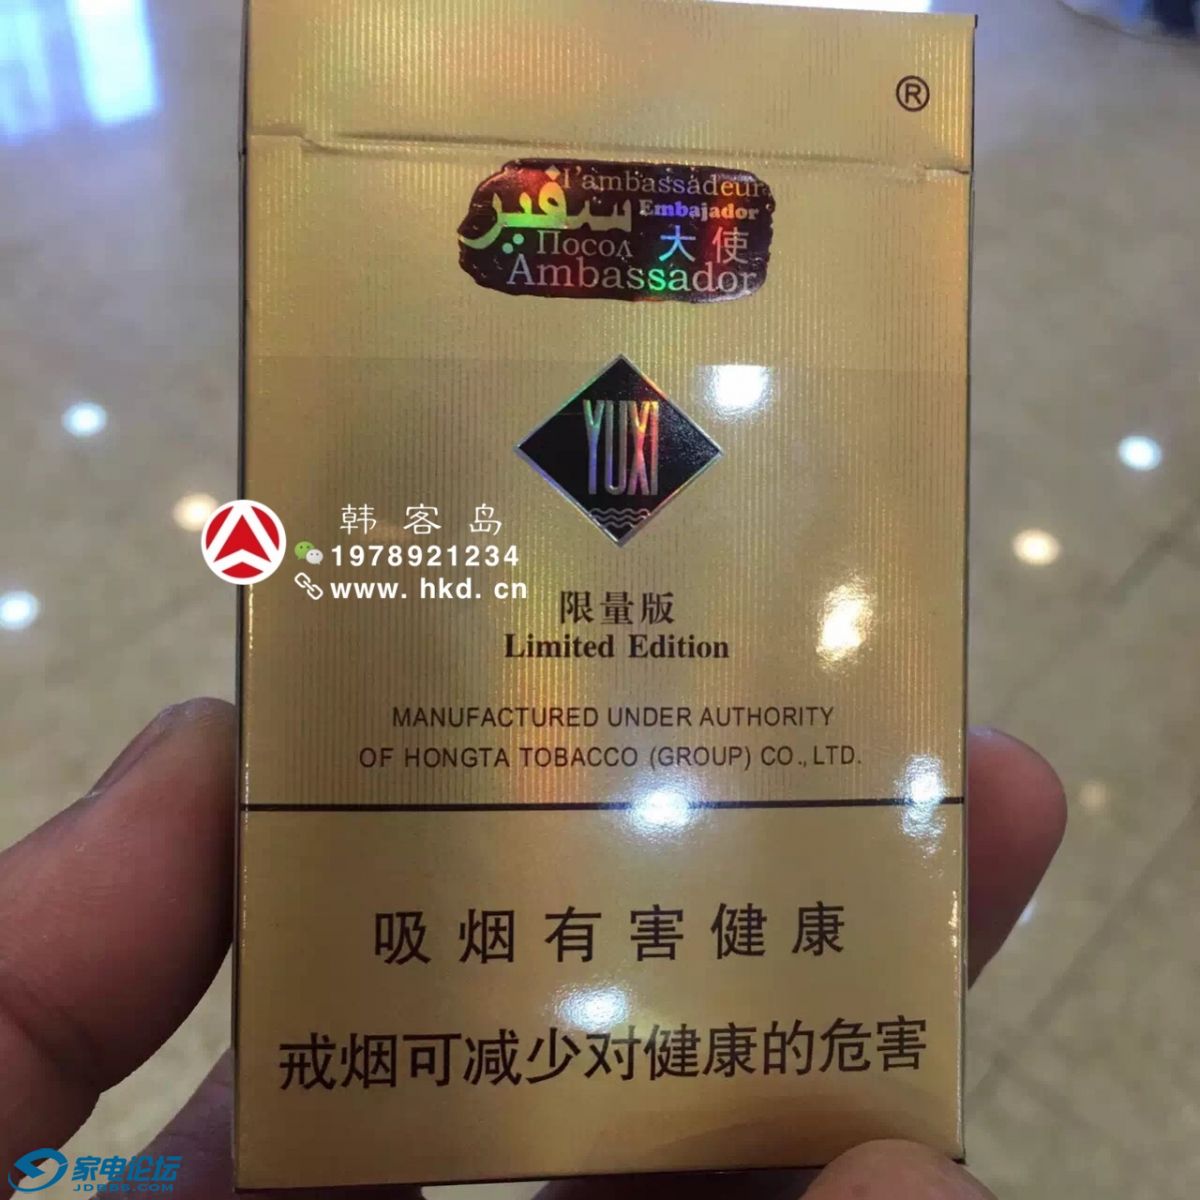 ®
l'ambassadeur
سفير
Embajador
Посол 大使
Ambassador
YUXI
韩客岛
1978921234
www.hkd.cn
限量版
Limited Edition
MANUFACTURED UNDER AUTHORITY
OF HONGTA TOBACCO (GROUP) CO.,LTD.
吸烟有害健康
戒烟可减少对健康的危害
家电论坛
JDBBS.COM